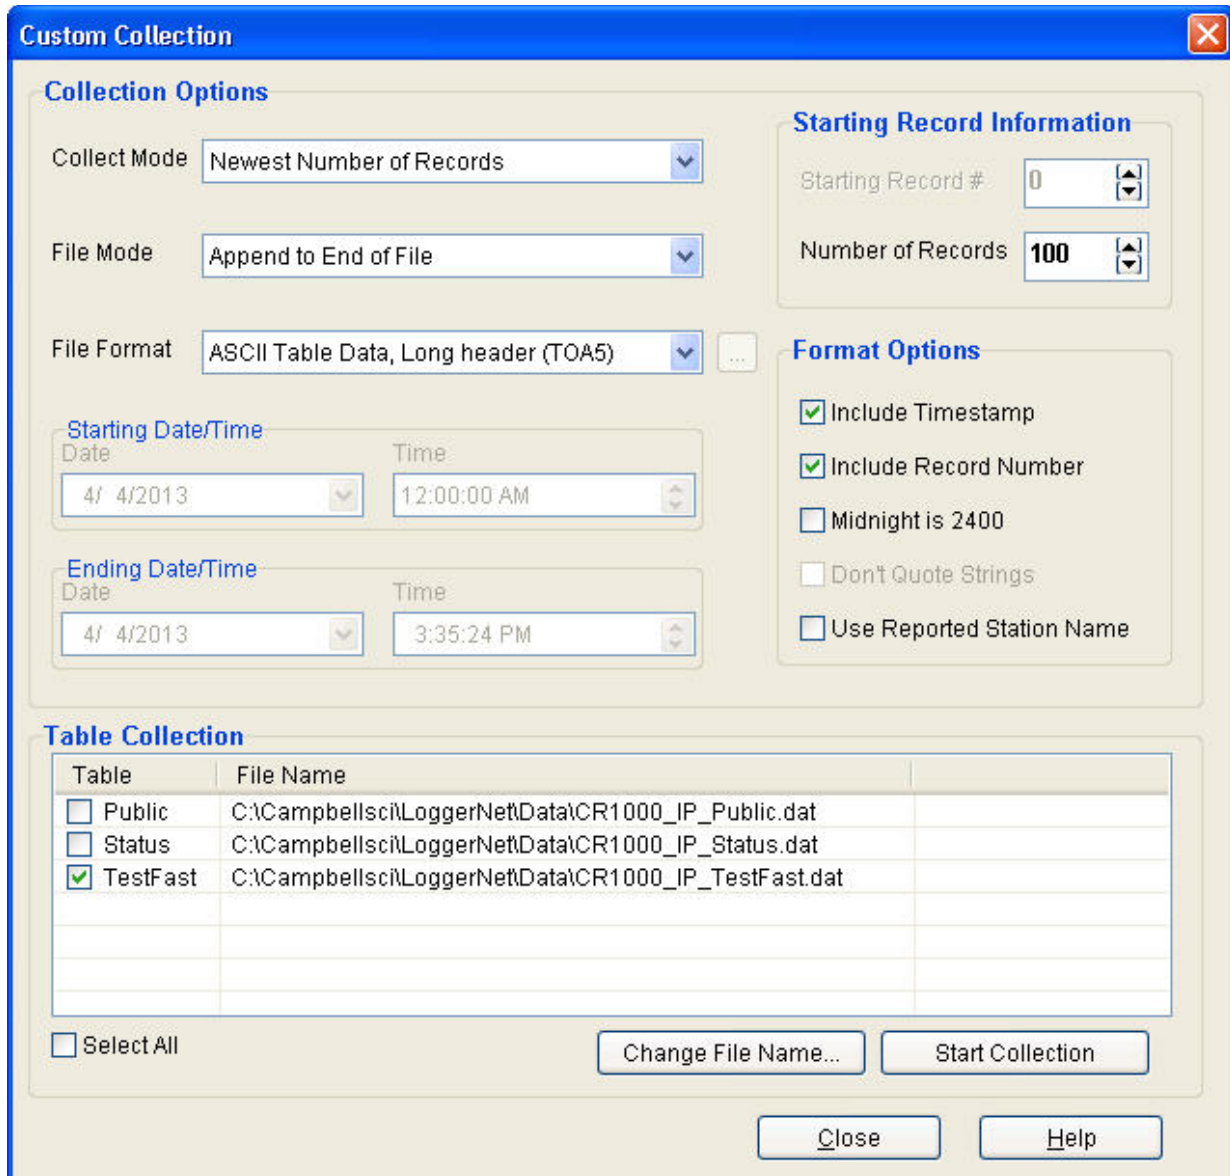 Custom Collection
Collection Options
Collect Mode
Newest Number of Records
File Mode
Append to End of File
File Format
ASCII Table Data, Long header (TOA5)
...
Starting Date/Time
Date
Time
4/ 4/2013
12:00:00 AM
Ending Date/Time
Date
Time
4/ 4/2013
3:35:24 PM
Starting Record Information
Starting Record #
0
Number of Records
100
Format Options
Include Timestamp
Include Record Number
Midnight is 2400
Don't Quote Strings
Use Reported Station Name
Table Collection
Table File Name
Public C:\Campbellsci\LoggerNet\Data\CR1000_IP_Public.dat
Status C:\Campbellsci\LoggerNet\Data\CR1000_IP_Status.dat
TestFast C:\Campbellsci\LoggerNet\Data\CR1000_IP_TestFast.dat
Select All
Change File Name...
Start Collection
Close
Help